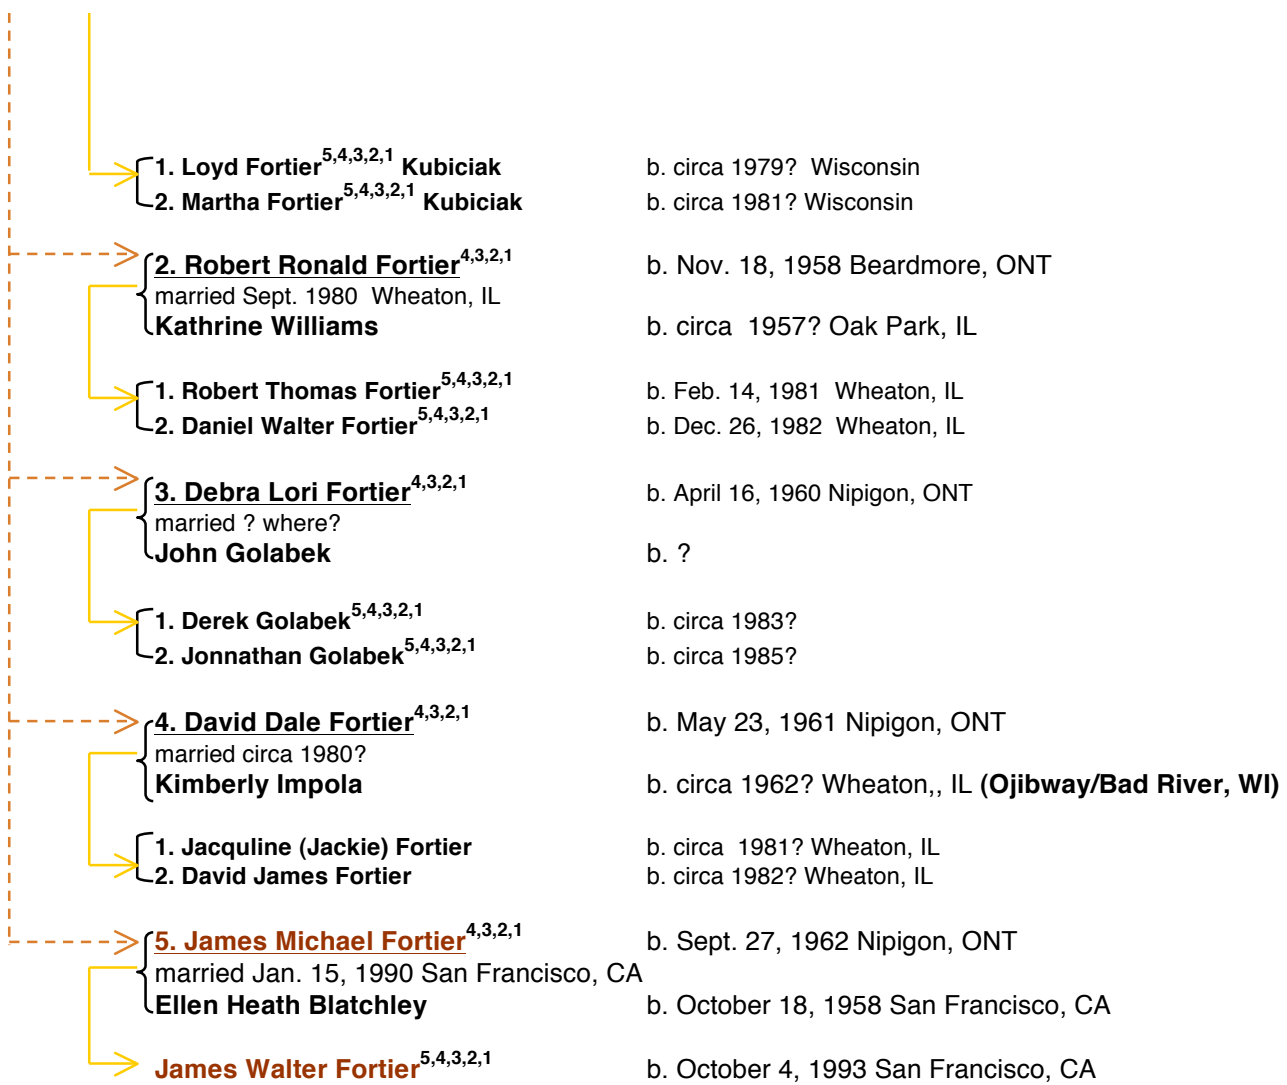 1. Loyd Fortier5,4,3,2,1 Kubiciak b. circa 1979? Wisconsin
2. Martha Fortier5,4,3,2,1 Kubiciak b. circa 1981? Wisconsin
2. Robert Ronald Fortier4,3,2,1 b. Nov. 18, 1958 Beardmore, ONT
married Sept. 1980 Wheaton, IL
Kathrine Williams b. circa 1957? Oak Park, IL
1. Robert Thomas Fortier5,4,3,2,1 b. Feb. 14, 1981 Wheaton, IL
2. Daniel Walter Fortier5,4,3,2,1 b. Dec. 26, 1982 Wheaton, IL
3. Debra Lori Fortier4,3,2,1 b. April 16, 1960 Nipigon, ONT
married ? where?
John Golabek b. ?
1. Derek Golabek5,4,3,2,1 b. circa 1983?
2. Jonnathan Golabek5,4,3,2,1 b. circa 1985?
4. David Dale Fortier4,3,2,1 b. May 23, 1961 Nipigon, ONT
married circa 1980?
Kimberly Impola b. circa 1962? Wheaton,, IL (Ojibway/Bad River, WI)
1. Jacquline (Jackie) Fortier b. circa 1981? Wheaton, IL
2. David James Fortier b. circa 1982? Wheaton, IL
5. James Michael Fortier4,3,2,1 b. Sept. 27, 1962 Nipigon, ONT
married Jan. 15, 1990 San Francisco, CA
Ellen Heath Blatchley b. October 18, 1958 San Francisco, CA
James Walter Fortier5,4,3,2,1 b. October 4, 1993 San Francisco, CA